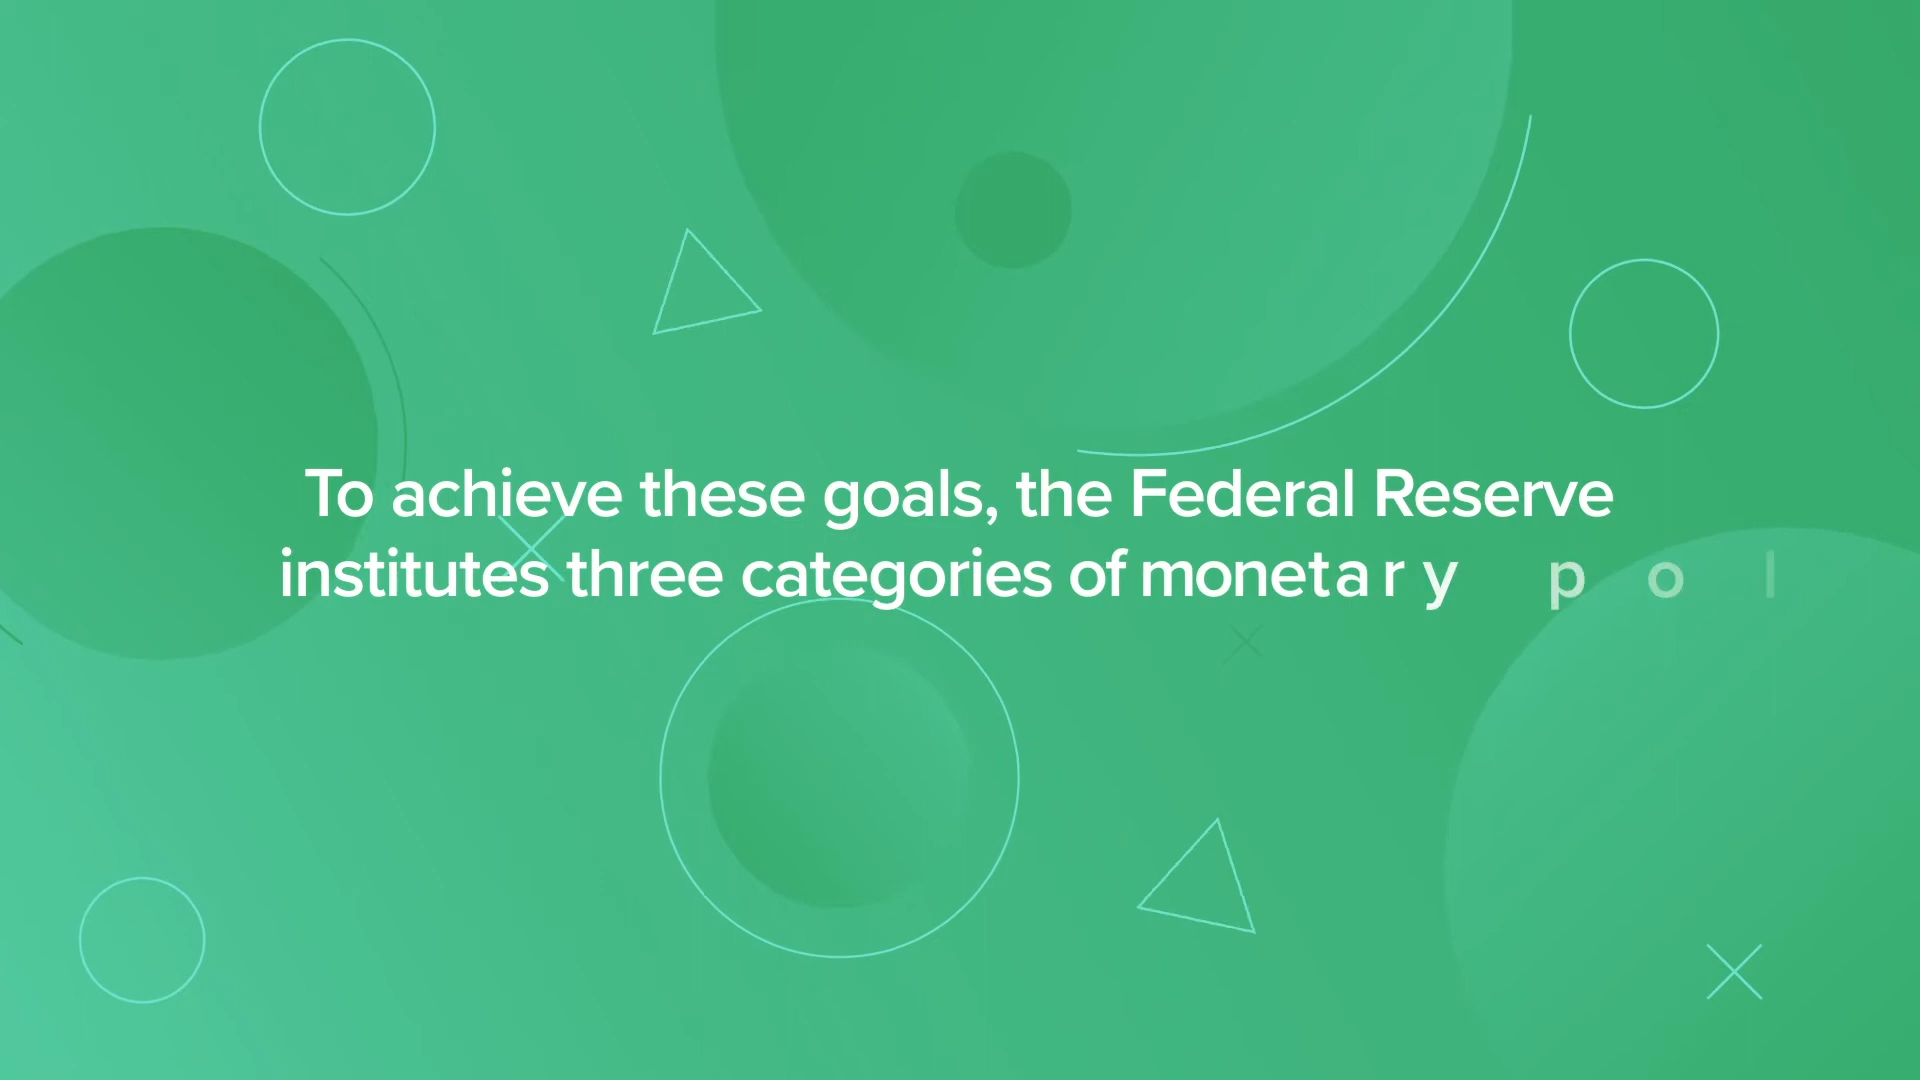 To achieve these goals, the Federal Reserve
institutes three categories of monetary pol